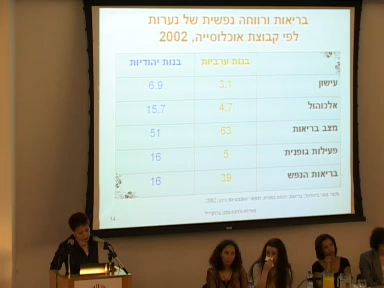 בריאות ורווחה נפשית של נערות
לפי קבוצת אוכלוסייה, 2002
בנות ערביות בנות יהודיות
עישון 3.1 6.9
אלכוהול 4.7 15.7
מצב בריאות 63 51
פעילות גופנית 5 16
בריאות הנפש 39 16
14